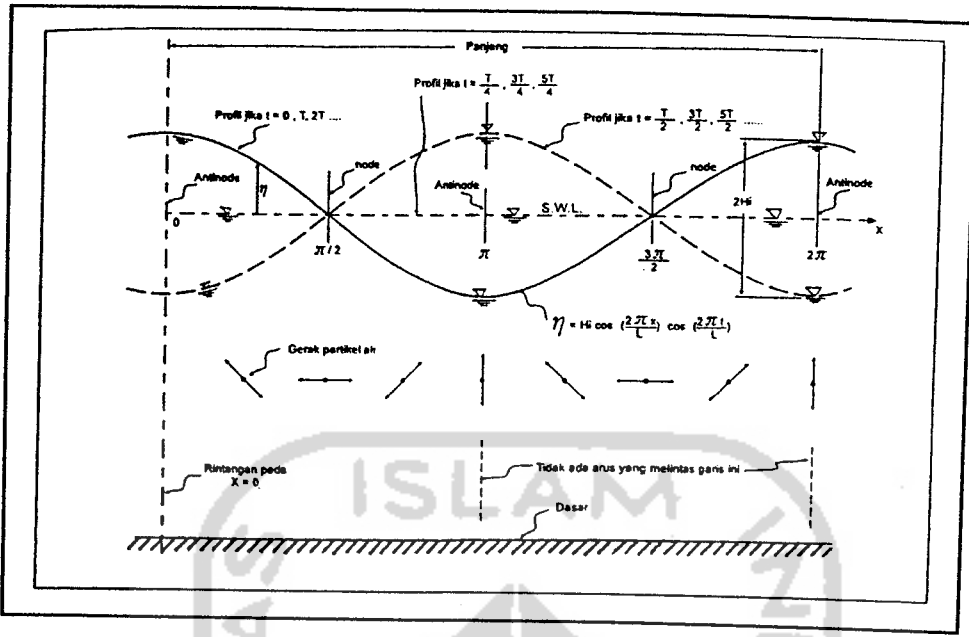 Panjang
Profil jika t = T/4 , 3T/4 , 5T/4
Profil jika t = 0 , T, 2T ....
Profil jika t = T/2 , 3T/2 , 5T/2 .....
Antinode
η
node
Antinode
node
2Hi
Antinode
0
S.W.L.
x
π/2
π
3π/2
2π
η = Hi cos (2πx/L) cos (2πt/L)
Gerak partikel air
Rintangan pada
X = 0
Tidak ada arus yang melintas garis ini
Dasar
ISLAM